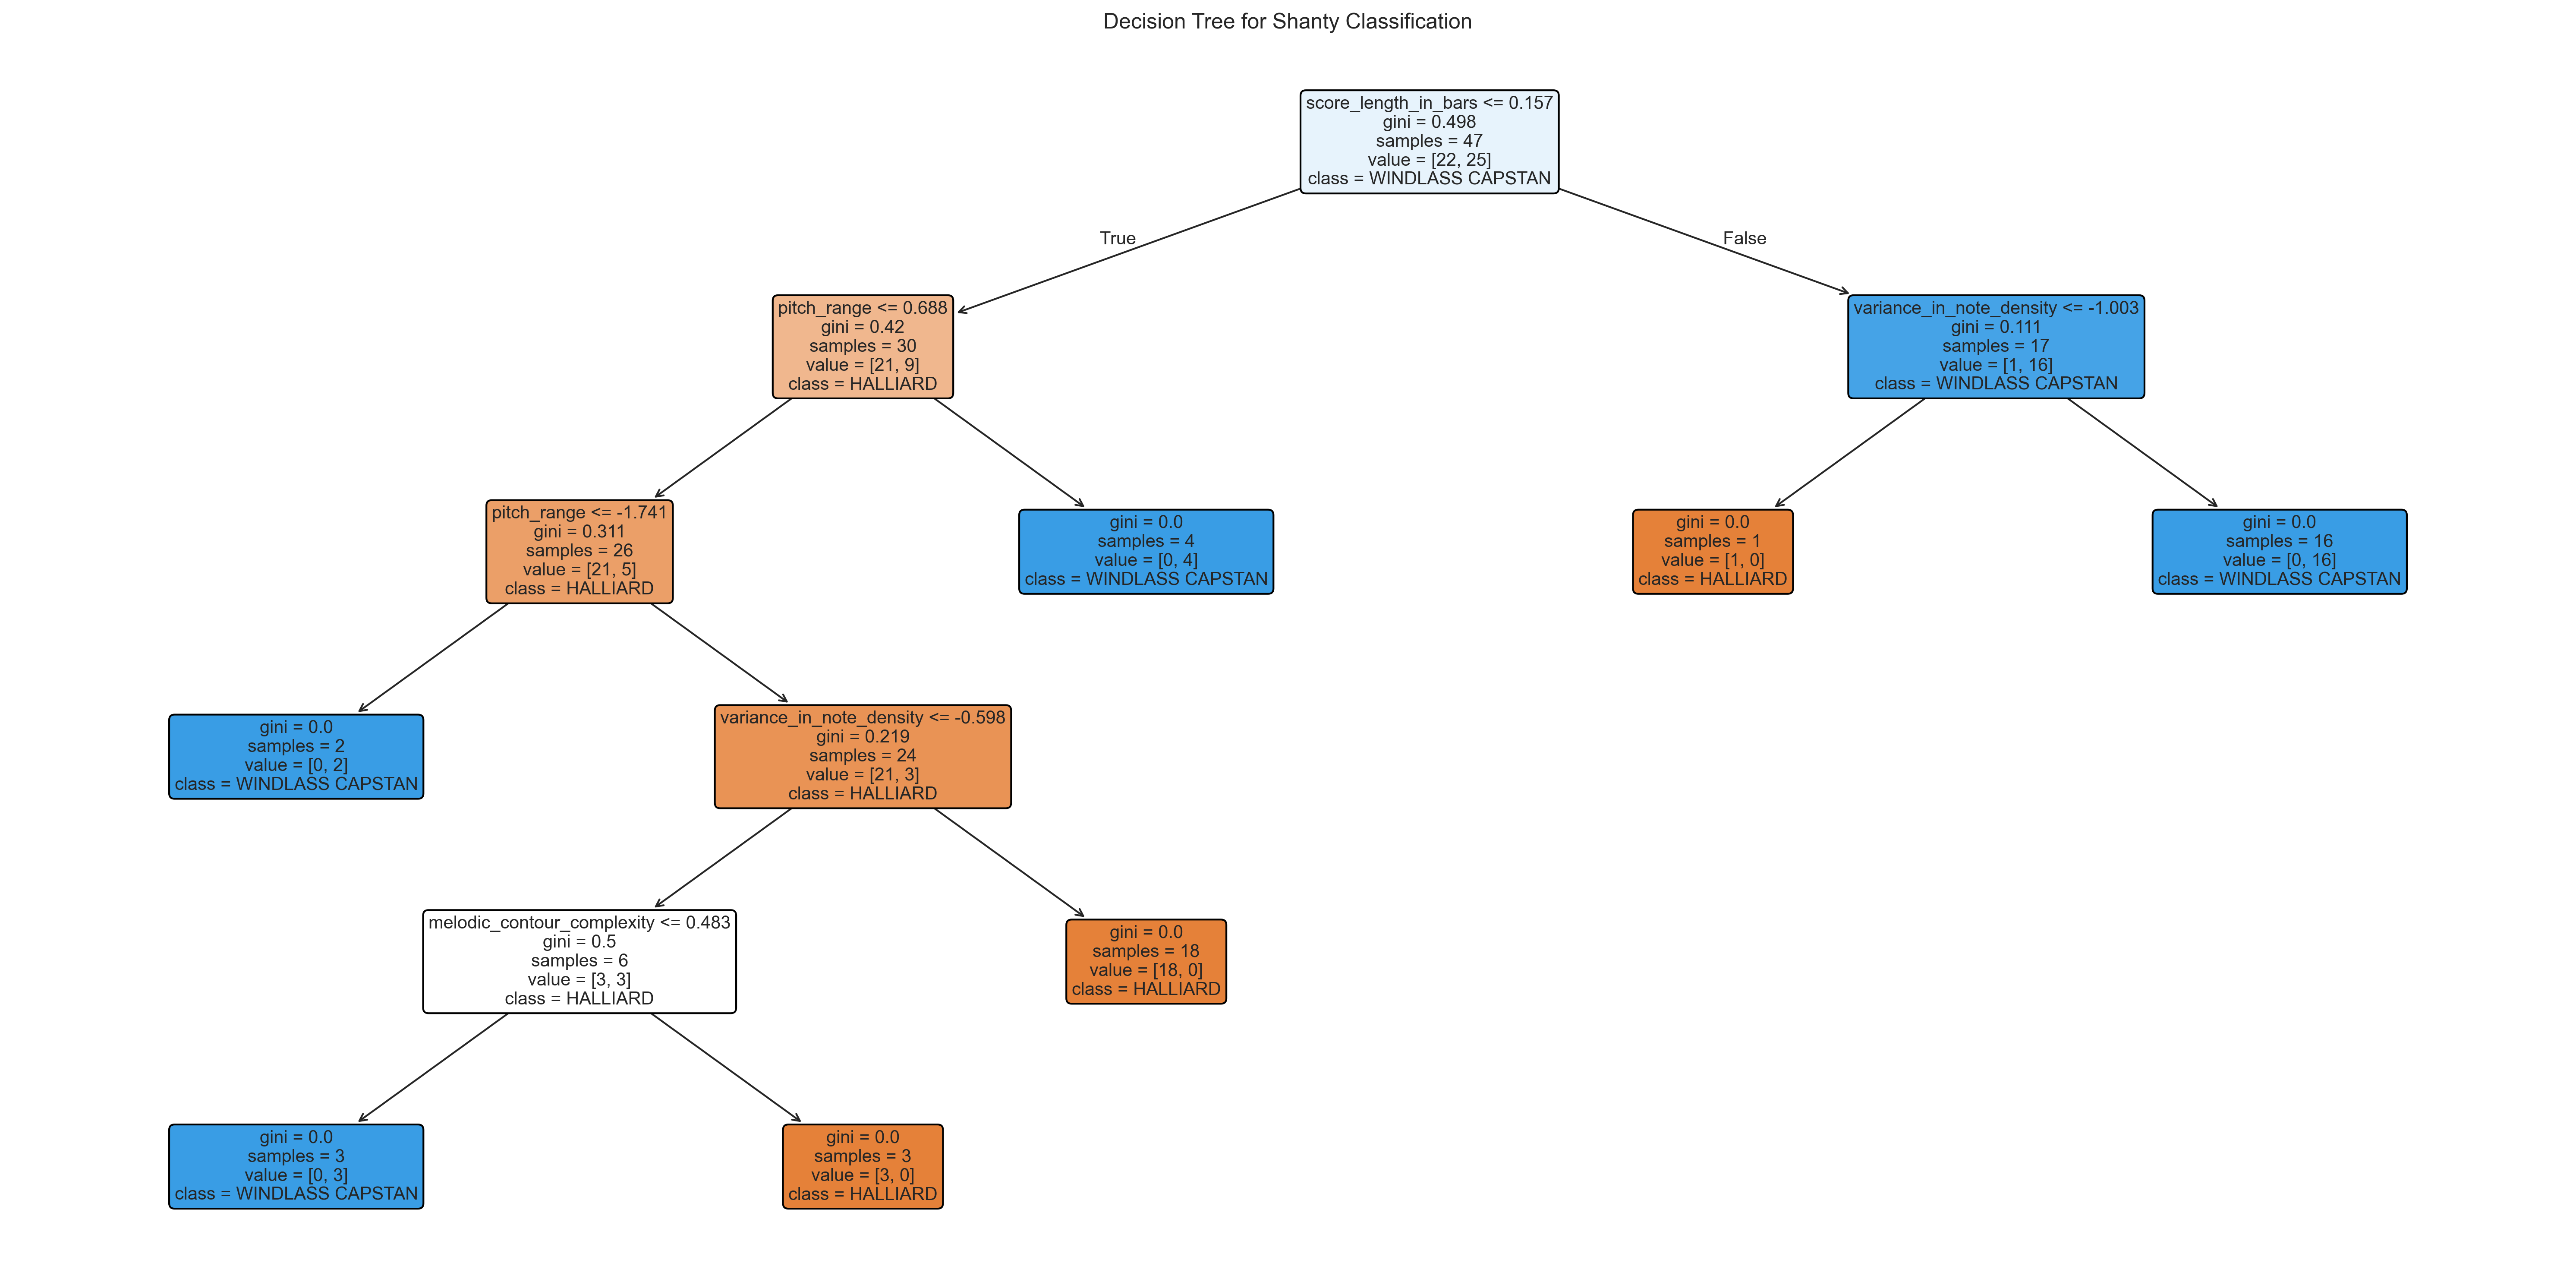 Decision Tree for Shanty Classification
score_length_in_bars <= 0.157
gini = 0.498
samples = 47
value = [22, 25]
class = WINDLASS CAPSTAN
True
False
pitch_range <= 0.688
gini = 0.42
samples = 30
value = [21, 9]
class = HALLIARD
variance_in_note_density <= -1.003
gini = 0.111
samples = 17
value = [1, 16]
class = WINDLASS CAPSTAN
pitch_range <= -1.741
gini = 0.311
samples = 26
value = [21, 5]
class = HALLIARD
gini = 0.0
samples = 4
value = [0, 4]
class = WINDLASS CAPSTAN
gini = 0.0
samples = 1
value = [1, 0]
class = HALLIARD
gini = 0.0
samples = 16
value = [0, 16]
class = WINDLASS CAPSTAN
gini = 0.0
samples = 2
value = [0, 2]
class = WINDLASS CAPSTAN
variance_in_note_density <= -0.598
gini = 0.219
samples = 24
value = [21, 3]
class = HALLIARD
melodic_contour_complexity <= 0.483
gini = 0.5
samples = 6
value = [3, 3]
class = HALLIARD
gini = 0.0
samples = 18
value = [18, 0]
class = HALLIARD
gini = 0.0
samples = 3
value = [0, 3]
class = WINDLASS CAPSTAN
gini = 0.0
samples = 3
value = [3, 0]
class = HALLIARD